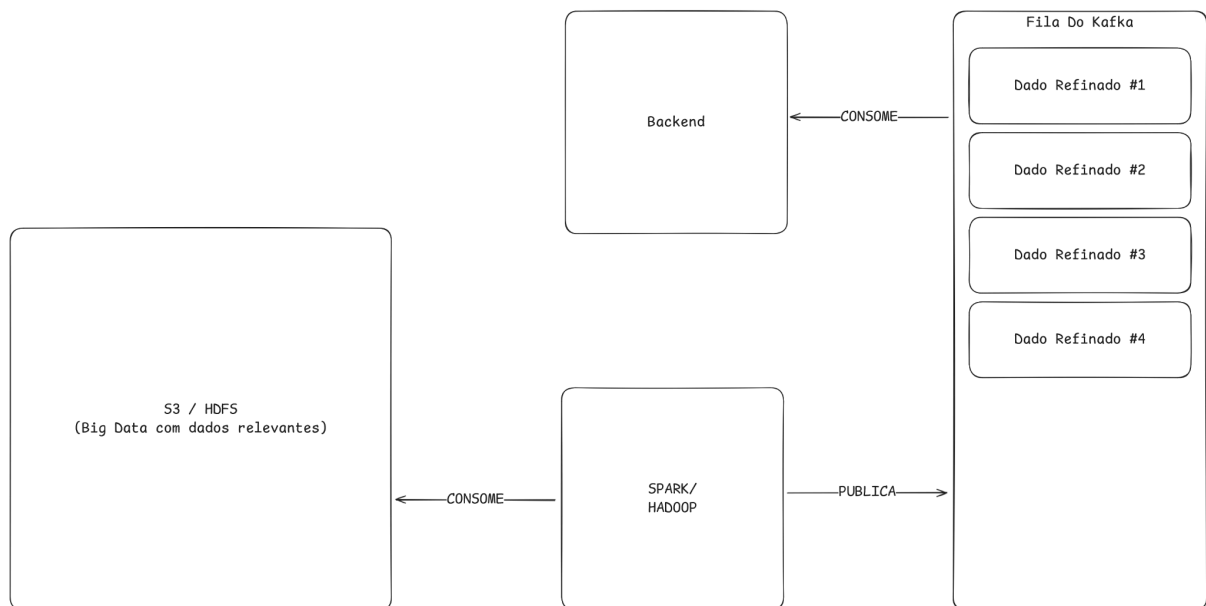 Fila Do Kafka
Dado Refinado #1
Backend
CONSOME
Dado Refinado #2
Dado Refinado #3
Dado Refinado #4
S3 / HDFS
(Big Data com dados relevantes)
CONSOME
SPARK/
HADOOP
PUBLICA